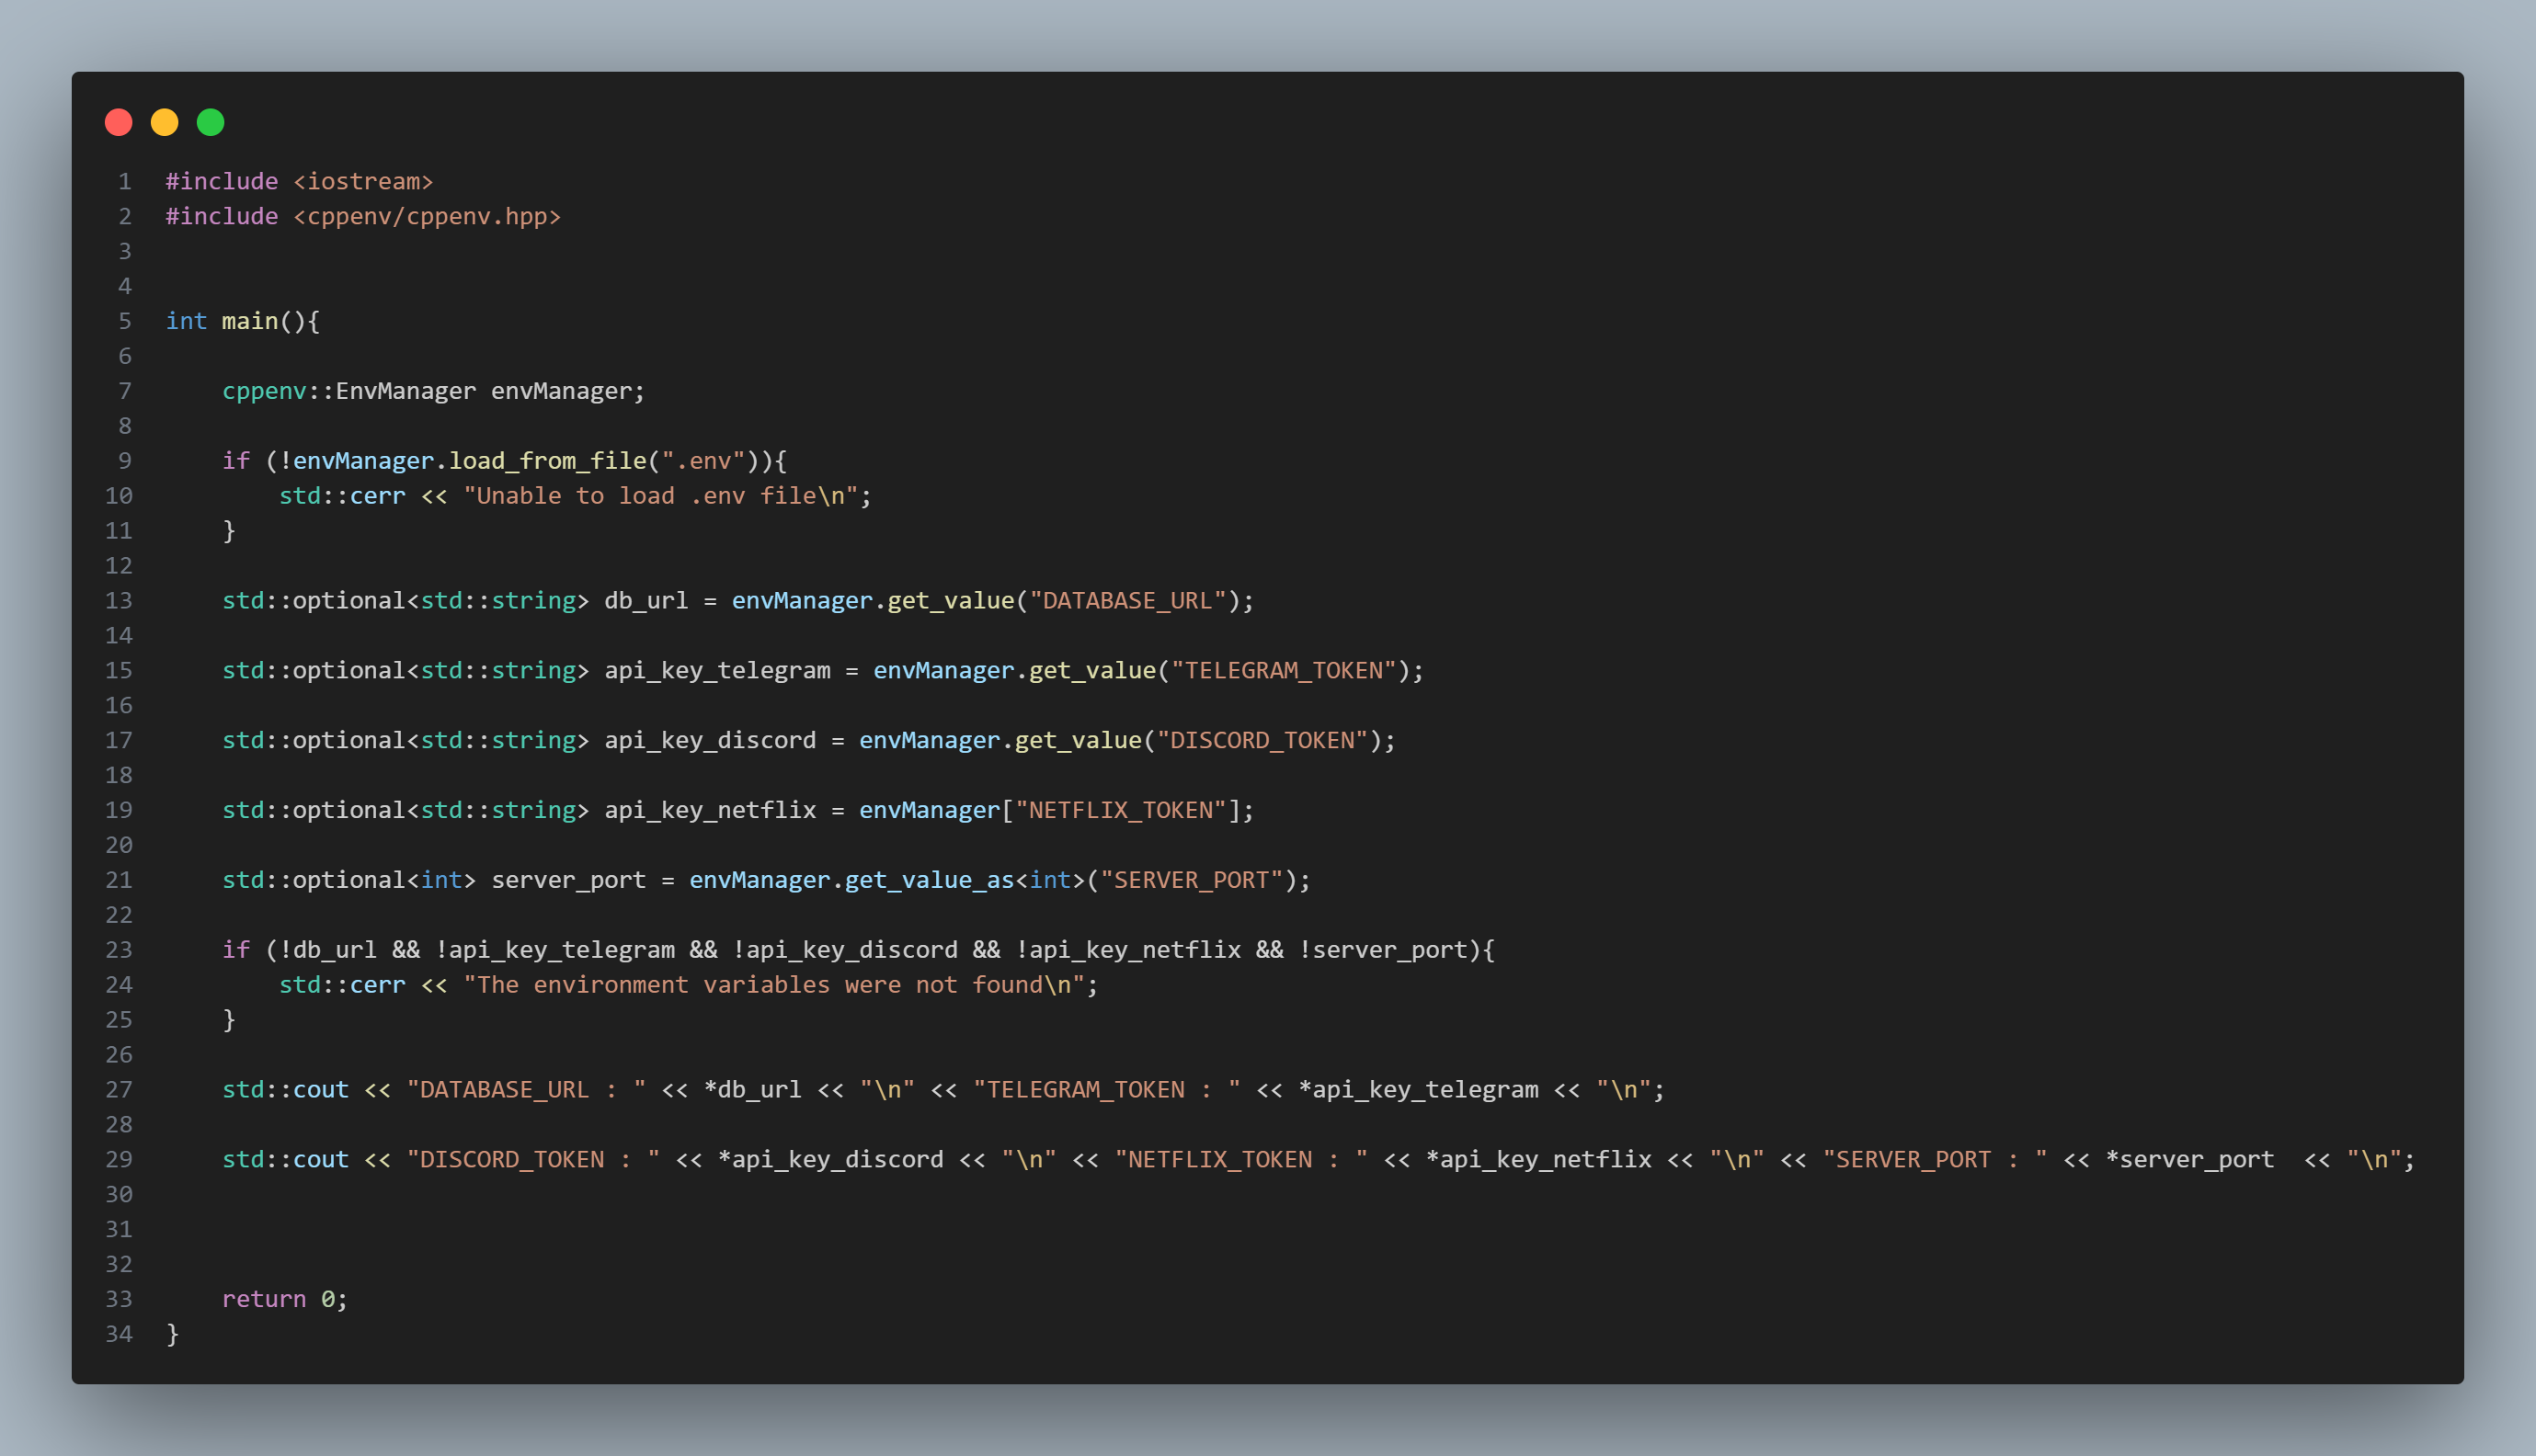 1 #include <iostream>
2 #include <cppenv/cppenv.hpp>
3
4
5 int main(){
6
7     cppenv::EnvManager envManager;
8
9     if (!envManager.load_from_file(".env")){
10         std::cerr << "Unable to load .env file\n";
11     }
12
13     std::optional<std::string> db_url = envManager.get_value("DATABASE_URL");
14
15     std::optional<std::string> api_key_telegram = envManager.get_value("TELEGRAM_TOKEN");
16
17     std::optional<std::string> api_key_discord = envManager.get_value("DISCORD_TOKEN");
18
19     std::optional<std::string> api_key_netflix = envManager["NETFLIX_TOKEN"];
20
21     std::optional<int> server_port = envManager.get_value_as<int>("SERVER_PORT");
22
23     if (!db_url && !api_key_telegram && !api_key_discord && !api_key_netflix && !server_port){
24         std::cerr << "The environment variables were not found\n";
25     }
26
27     std::cout << "DATABASE_URL : " << *db_url << "\n" << "TELEGRAM_TOKEN : " << *api_key_telegram << "\n";
28
29     std::cout << "DISCORD_TOKEN : " << *api_key_discord << "\n" << "NETFLIX_TOKEN : " << *api_key_netflix << "\n" << "SERVER_PORT : " << *server_port  << "\n";
30
31
32
33     return 0;
34 }